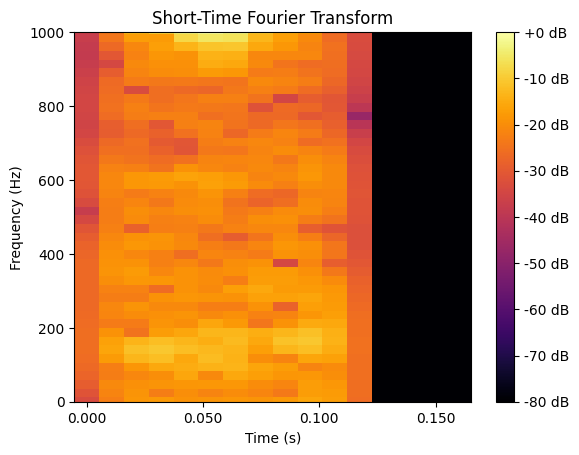 Short-Time Fourier Transform
1000
800
600
400
200
0
Frequency (Hz)
0.000
0.050
0.100
0.150
Time (s)
+0 dB
-10 dB
-20 dB
-30 dB
-40 dB
-50 dB
-60 dB
-70 dB
-80 dB